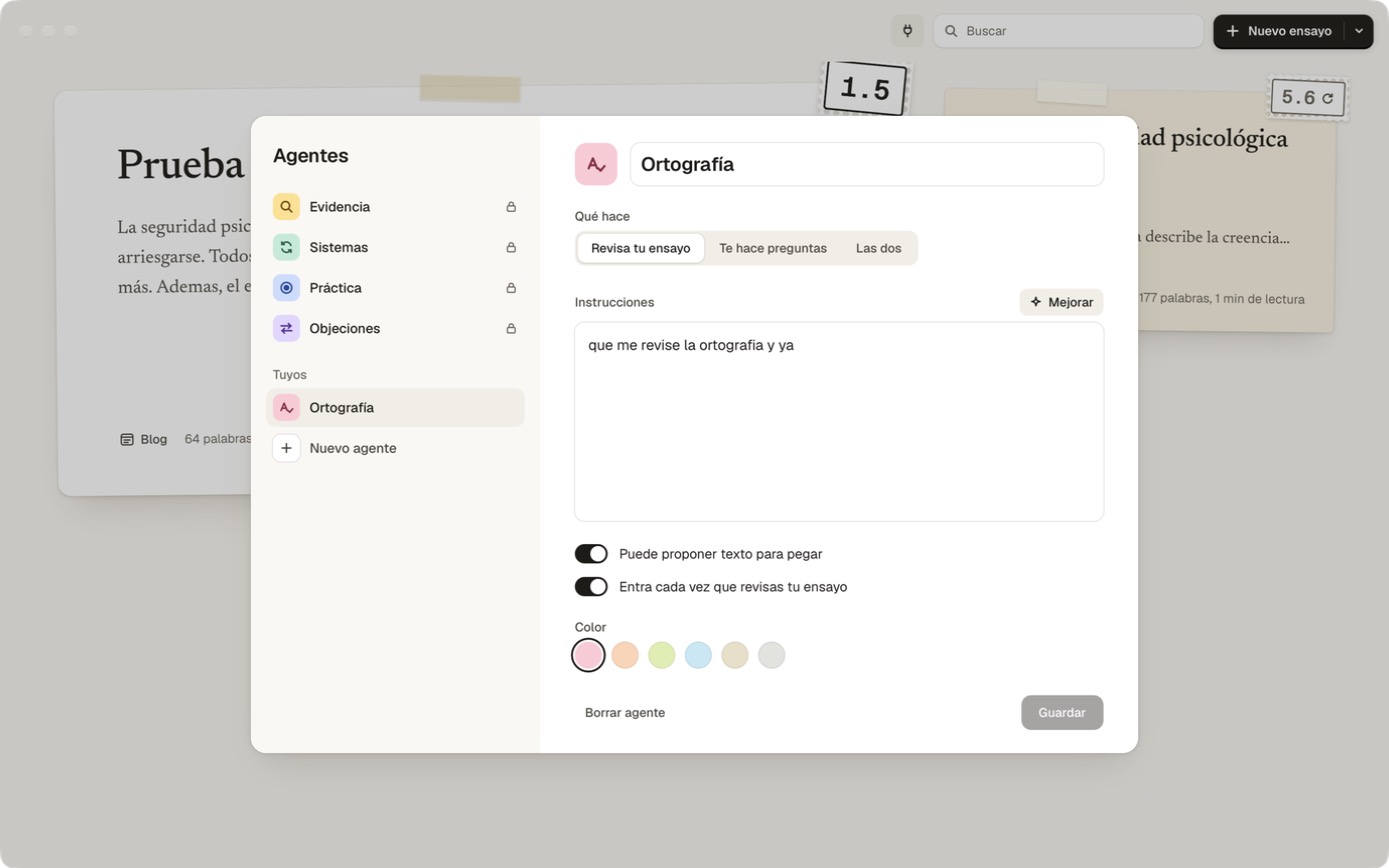 Buscar
Nuevo ensayo
1.5
5.6
Prueba
dad psicológica
La seguridad psic
arriesgarse. Todos
más. Ademas, el e
a describe la creencia...
177 palabras, 1 min de lectura
Blog
64 palabras
Agentes
Evidencia
Sistemas
Práctica
Objeciones
Tuyos
Ortografía
Nuevo agente
Ortografía
Qué hace
Revisa tu ensayo
Te hace preguntas
Las dos
Instrucciones
Mejorar
que me revise la ortografia y ya
Puede proponer texto para pegar
Entra cada vez que revisas tu ensayo
Color
Borrar agente
Guardar